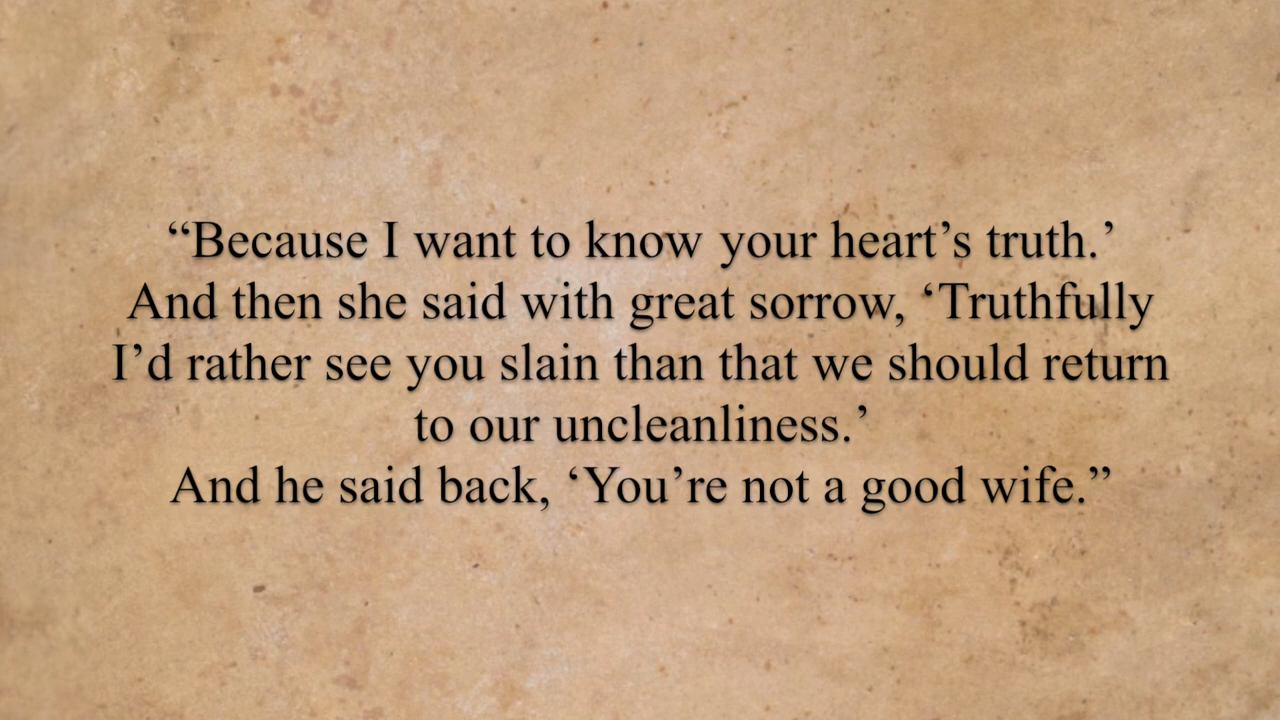 “Because I want to know your heart’s truth.’
And then she said with great sorrow, ‘Truthfully
I’d rather see you slain than that we should return
to our uncleanliness.’
And he said back, ‘You’re not a good wife.”